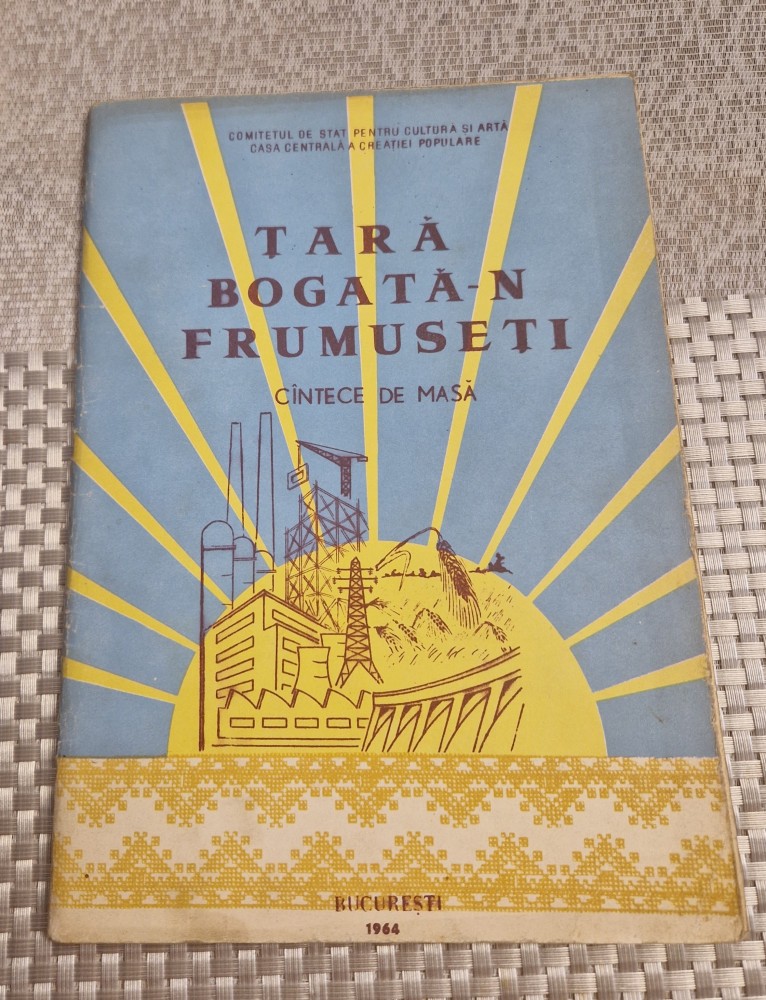 COMITETUL DE STAT PENTRU CULTURĂ ȘI ARTĂ
CASA CENTRALĂ A CREAȚIEI POPULARE
ȚARĂ
BOGATĂ-N
FRUMUSEȚI
CÎNTECE DE MASĂ
BUCUREȘTI
1964